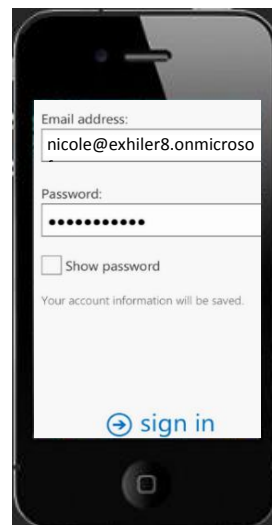 Email address:
nicole@exhiler8.onmicroso
Password:
•••••••••••
Show password
Your account information will be saved.
sign in